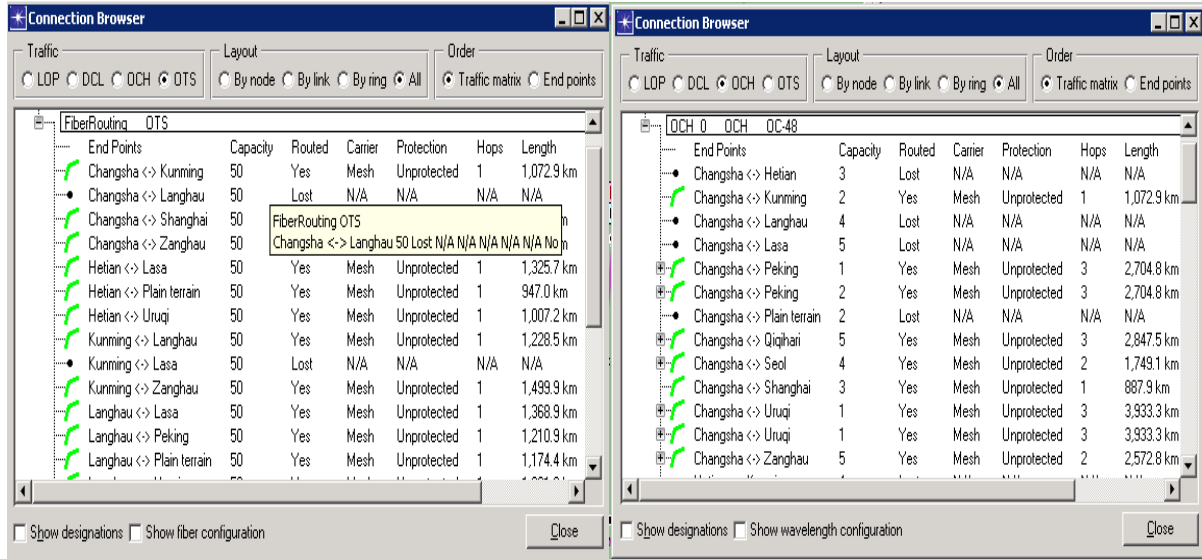 Connection Browser
Traffic Layout Order
LOP DCL OCH OTS By node By link By ring All Traffic matrix End points
FiberRouting OTS
End Points Capacity Routed Carrier Protection Hops Length
Changsha <-> Kunming 50 Yes Mesh Unprotected 1 1,072.9 km
Changsha <-> Langhau 50 Lost N/A N/A N/A N/A
Changsha <-> Shanghai 50
Changsha <-> Zanghau 50
FiberRouting OTS
Changsha <-> Langhau 50 Lost N/A N/A N/A N/A N/A No
Hetian <-> Lasa 50 Yes Mesh Unprotected 1 1,325.7 km
Hetian <-> Plain terrain 50 Yes Mesh Unprotected 1 947.0 km
Hetian <-> Uruqi 50 Yes Mesh Unprotected 1 1,007.2 km
Kunming <-> Langhau 50 Yes Mesh Unprotected 1 1,228.5 km
Kunming <-> Lasa 50 Lost N/A N/A N/A N/A
Kunming <-> Zanghau 50 Yes Mesh Unprotected 1 1,499.9 km
Langhau <-> Lasa 50 Yes Mesh Unprotected 1 1,368.9 km
Langhau <-> Peking 50 Yes Mesh Unprotected 1 1,210.9 km
Langhau <-> Plain terrain 50 Yes Mesh Unprotected 1 1,174.4 km
Show designations Show fiber configuration Close
Connection Browser
Traffic Layout Order
LOP DCL OCH OTS By node By link By ring All Traffic matrix End points
OCH_0 OCH OC-48
End Points Capacity Routed Carrier Protection Hops Length
Changsha <-> Hetian 3 Lost N/A N/A N/A N/A
Changsha <-> Kunming 2 Yes Mesh Unprotected 1 1,072.9 km
Changsha <-> Langhau 4 Lost N/A N/A N/A N/A
Changsha <-> Lasa 5 Lost N/A N/A N/A N/A
Changsha <-> Peking 1 Yes Mesh Unprotected 3 2,704.8 km
Changsha <-> Peking 2 Yes Mesh Unprotected 3 2,704.8 km
Changsha <-> Plain terrain 2 Lost N/A N/A N/A N/A
Changsha <-> Qiqihari 5 Yes Mesh Unprotected 3 2,847.5 km
Changsha <-> Seol 4 Yes Mesh Unprotected 2 1,749.1 km
Changsha <-> Shanghai 3 Yes Mesh Unprotected 1 887.9 km
Changsha <-> Uruqi 1 Yes Mesh Unprotected 3 3,933.3 km
Changsha <-> Uruqi 1 Yes Mesh Unprotected 3 3,933.3 km
Changsha <-> Zanghau 5 Yes Mesh Unprotected 2 2,572.8 km
Show designations Show wavelength configuration Close